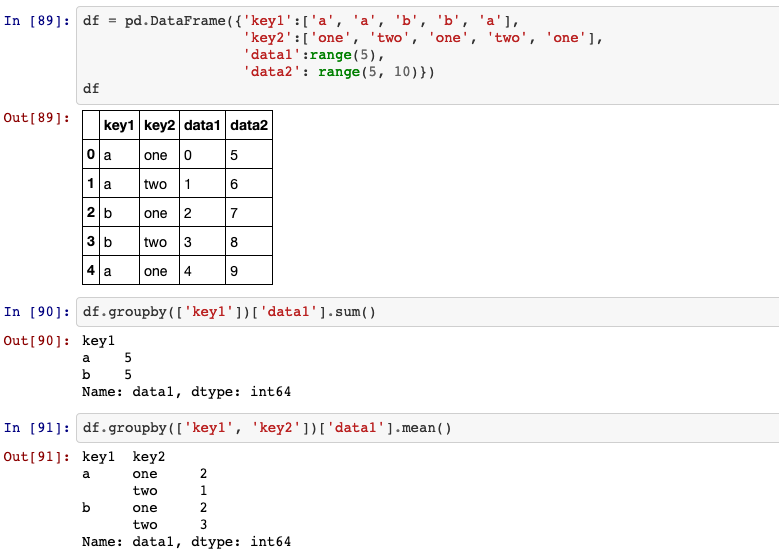 In [89]: df = pd.DataFrame({'key1':['a', 'a', 'b', 'b', 'a'],
'key2':['one', 'two', 'one', 'two', 'one'],
'data1':range(5),
'data2': range(5, 10)})
df
Out[89]:
key1 key2 data1 data2
0 a one 0 5
1 a two 1 6
2 b one 2 7
3 b two 3 8
4 a one 4 9
In [90]: df.groupby(['key1'])['data1'].sum()
Out[90]: key1
a 5
b 5
Name: data1, dtype: int64
In [91]: df.groupby(['key1', 'key2'])['data1'].mean()
Out[91]: key1 key2
a one 2
two 1
b one 2
two 3
Name: data1, dtype: int64